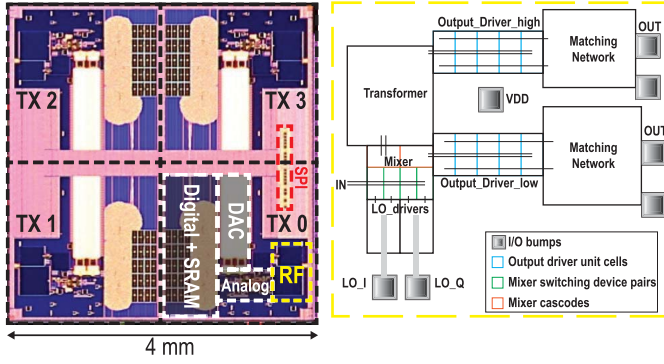 TX 2
TX 3
SPI
TX 1
TX 0
Digital + SRAM
DAC
Analog
RF
4 mm
Output_Driver_high
Matching
Network
OUT
Transformer
VDD
Mixer
Output_Driver_low
Matching
Network
OUT
IN
LO_drivers
LO_I
LO_Q
I/O bumps
Output driver unit cells
Mixer switching device pairs
Mixer cascodes